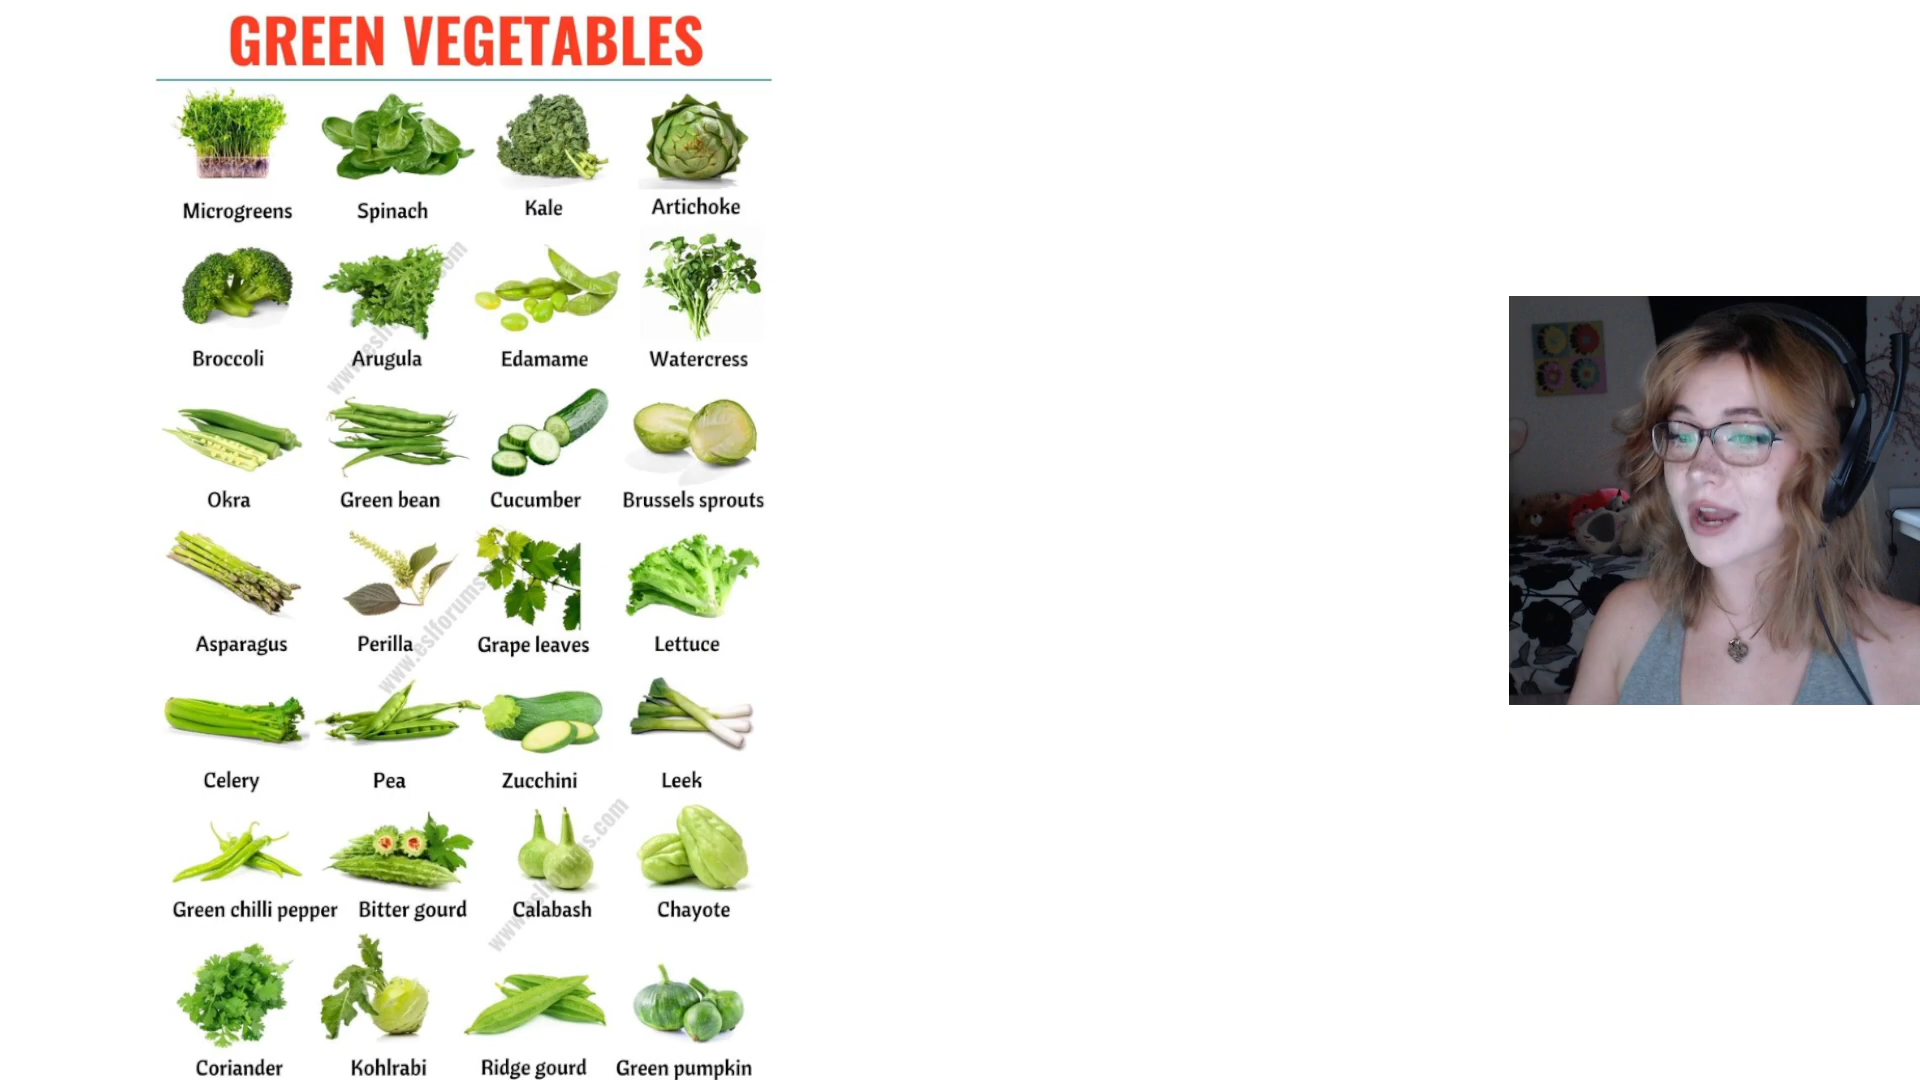 GREEN VEGETABLES
Microgreens Spinach Kale Artichoke
Broccoli Arugula Edamame Watercress
Okra Green bean Cucumber Brussels sprouts
Asparagus Perilla Grape leaves Lettuce
Celery Pea Zucchini Leek
Green chilli pepper Bitter gourd Calabash Chayote
Coriander Kohlrabi Ridge gourd Green pumpkin
www.eslforums.